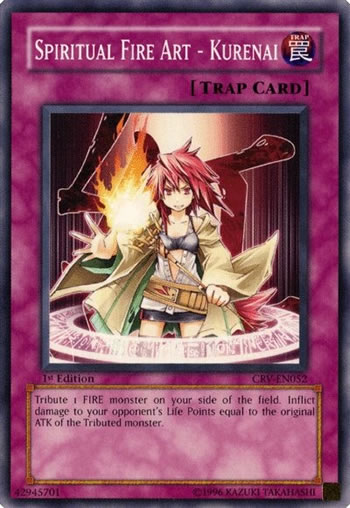 Spiritual Fire Art - Kurenai
TRAP
罠
[Trap Card]
1st Edition
CRV-EN052
Tribute 1 FIRE monster on your side of the field. Inflict
damage to your opponent's Life Points equal to the original
ATK of the Tributed monster.
42945701
©1996 KAZUKI TAKAHASHI